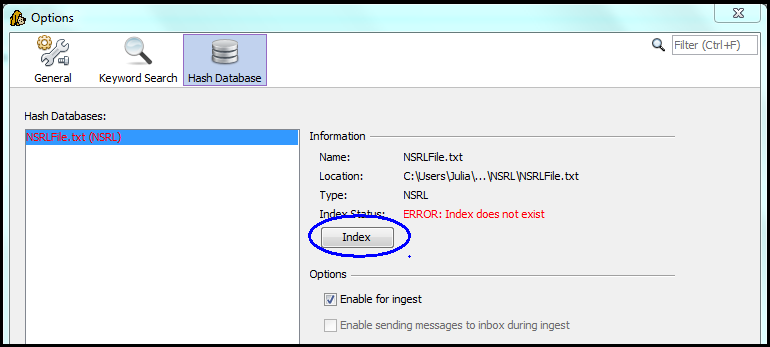 Options
Filter (Ctrl+F)
General
Keyword Search
Hash Database
Hash Databases:
NSRLFile.txt (NSRL)
Information
Name: NSRLFile.txt
Location: C:\Users\Julia\...\NSRL\NSRLFile.txt
Type: NSRL
Index Status: ERROR: Index does not exist
Index
Options
Enable for ingest
Enable sending messages to inbox during ingest